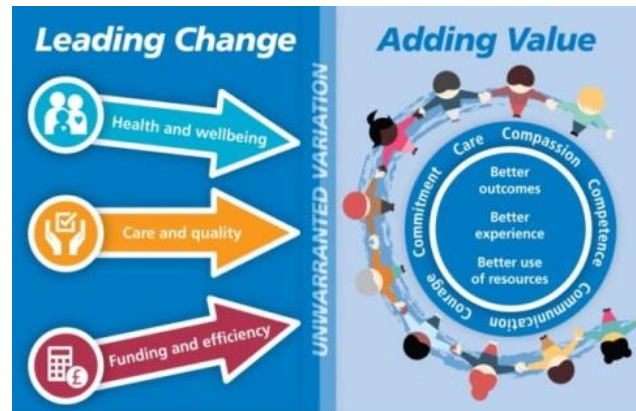 Leading Change
Health and wellbeing
Care and quality
Funding and efficiency
£
UNWARRANTED VARIATION
Adding Value
Commitment
Care
Compassion
Competence
Communication
Courage
Better
outcomes
Better
experience
Better use
of resources